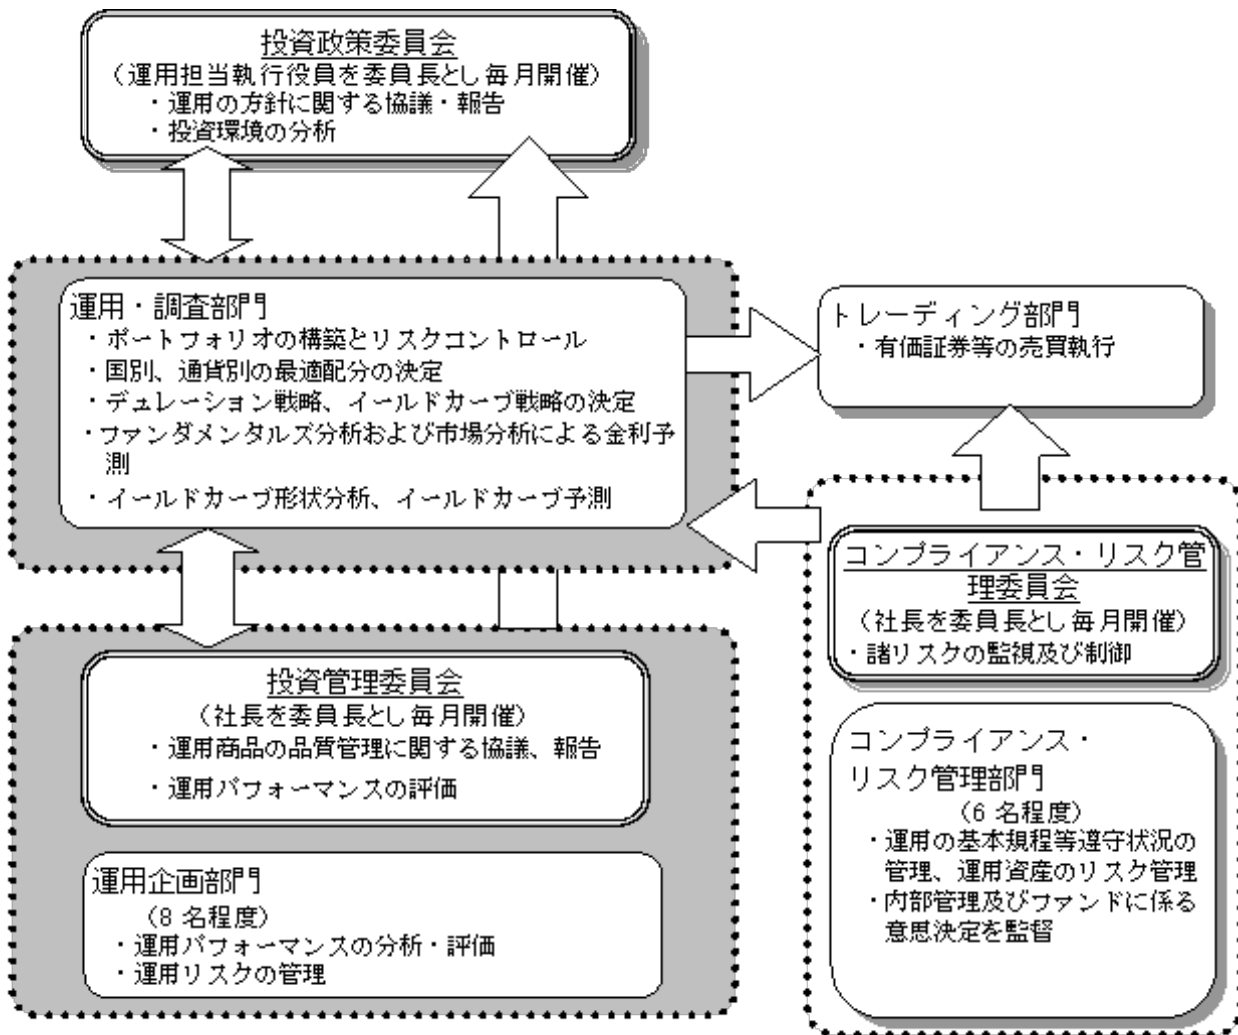 投資政策委員会
（運用担当執行役員を委員長とし毎月開催）
・運用の方針に関する協議・報告
・投資環境の分析
運用・調査部門
・ポートフォリオの構築とリスクコントロール
・国別、通貨別の最適配分の決定
・デュレーション戦略、イールドカーブ戦略の決定
・ファンダメンタルズ分析および市場分析による金利予
測
・イールドカーブ形状分析、イールドカーブ予測
トレーディング部門
・有価証券等の売買執行
コンプライアンス・リスク管
理委員会
（社長を委員長とし毎月開催）
・諸リスクの監視及び制御
投資管理委員会
（社長を委員長とし毎月開催）
・運用商品の品質管理に関する協議、報告
・運用パフォーマンスの評価
コンプライアンス・
リスク管理部門
（6 名程度）
・運用の基本規程等遵守状況の
管理、運用資産のリスク管理
・内部管理及びファンドに係る
意思決定を監督
運用企画部門
（8 名程度）
・運用パフォーマンスの分析・評価
・運用リスクの管理